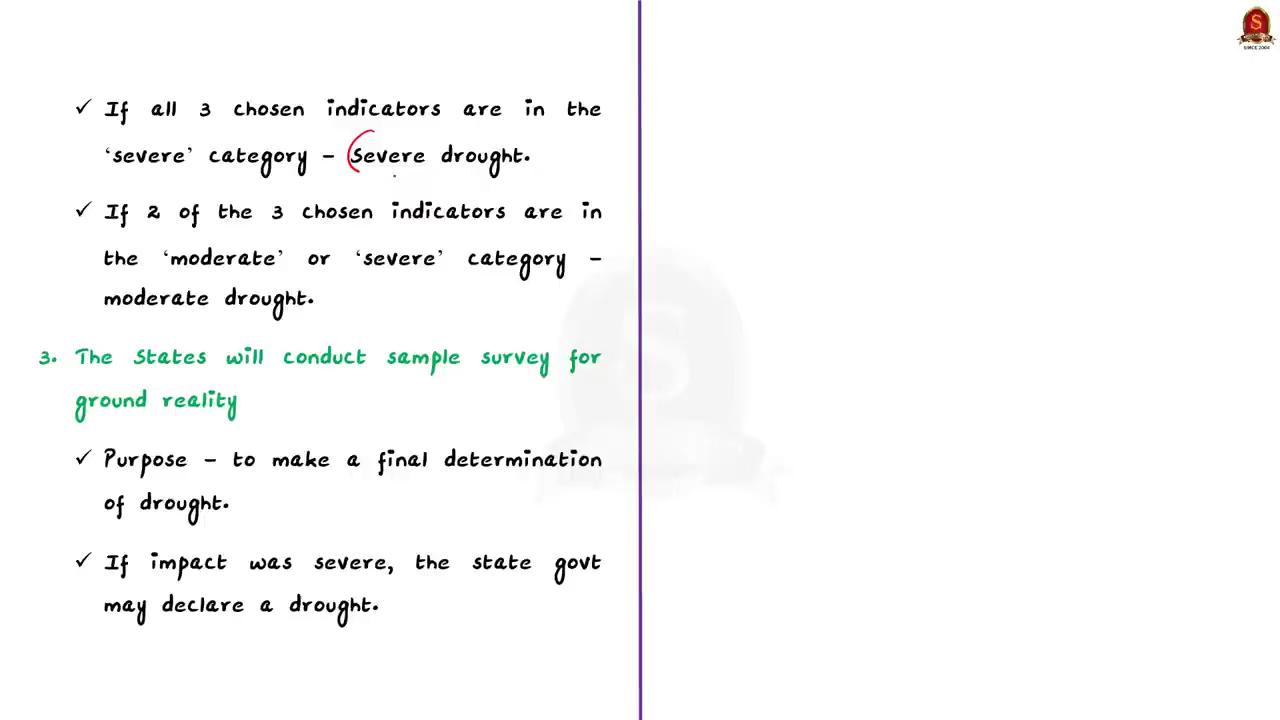 ✓ If all 3 chosen indicators are in the
'severe' category – Severe drought.
✓ If 2 of the 3 chosen indicators are in
the 'moderate' or 'severe' category –
moderate drought.
3. The States will conduct sample survey for
ground reality
✓ Purpose – to make a final determination
of drought.
✓ If impact was severe, the state govt
may declare a drought.
S
SINCE 2004
S